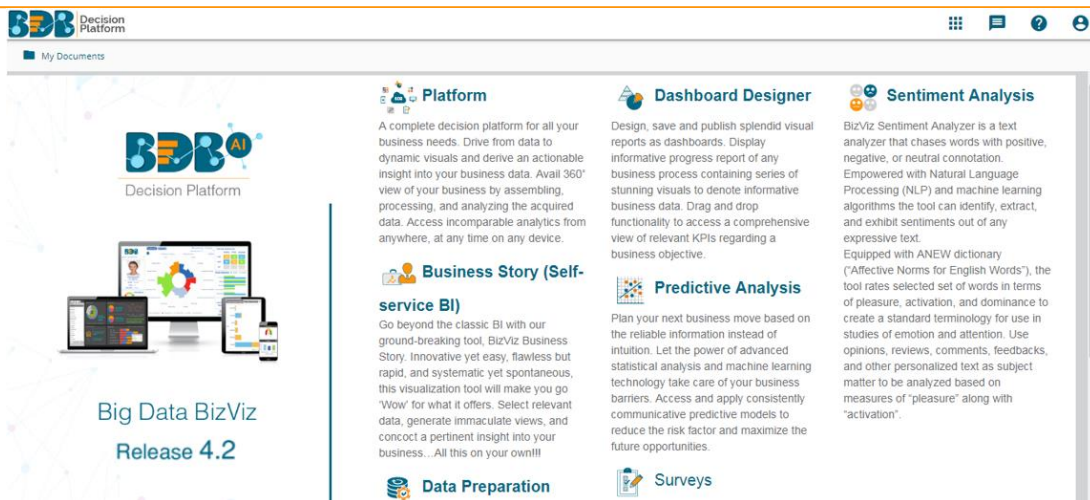 BDB Decision
Platform
My Documents
BDB AI
Decision Platform
Big Data BizViz
Release 4.2
Platform
A complete decision platform for all your
business needs. Drive from data to
dynamic visuals and derive an actionable
insight into your business data. Avail 360°
view of your business by assembling,
processing, and analyzing the acquired
data. Access incomparable analytics from
anywhere, at any time on any device.
Business Story (Self-
service BI)
Go beyond the classic BI with our
ground-breaking tool, BizViz Business
Story. Innovative yet easy, flawless but
rapid, and systematic yet spontaneous,
this visualization tool will make you go
'Wow' for what it offers. Select relevant
data, generate immaculate views, and
concoct a pertinent insight into your
business…All this on your own!!!
Data Preparation
Dashboard Designer
Design, save and publish splendid visual
reports as dashboards. Display
informative progress report of any
business process containing series of
stunning visuals to denote informative
business data. Drag and drop
functionality to access a comprehensive
view of relevant KPIs regarding a
business objective.
Predictive Analysis
Plan your next business move based on
the reliable information instead of
intuition. Let the power of advanced
statistical analysis and machine learning
technology take care of your business
barriers. Access and apply consistently
communicative predictive models to
reduce the risk factor and maximize the
future opportunities.
Surveys
Sentiment Analysis
BizViz Sentiment Analyzer is a text
analyzer that chases words with positive,
negative, or neutral connotation.
Empowered with Natural Language
Processing (NLP) and machine learning
algorithms the tool can identify, extract,
and exhibit sentiments out of any
expressive text.
Equipped with ANEW dictionary
("Affective Norms for English Words"), the
tool rates selected set of words in terms
of pleasure, activation, and dominance to
create a standard terminology for use in
studies of emotion and attention. Use
opinions, reviews, comments, feedbacks,
and other personalized text as subject
matter to be analyzed based on
measures of "pleasure" along with
"activation".